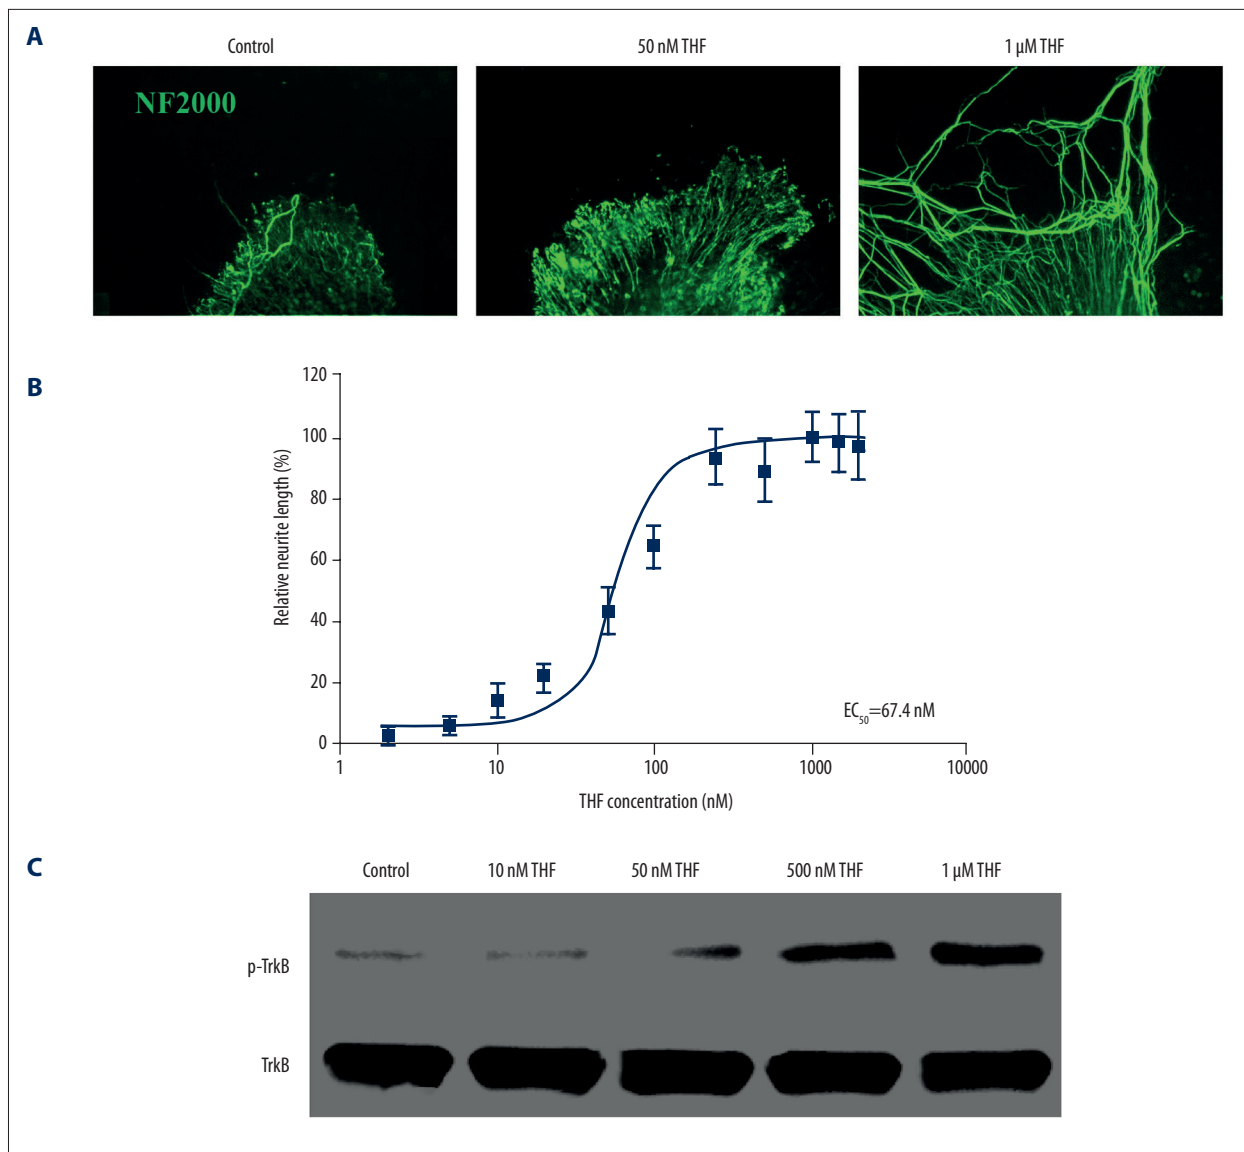 A
Control
50 nM THF
1 µM THF
NF2000
B
120
100
80
60
40
20
0
Relative neurite length (%)
EC50=67.4 nM
1
10
100
1000
10000
THF concentration (nM)
C
Control
10 nM THF
50 nM THF
500 nM THF
1 µM THF
p-TrkB
TrkB